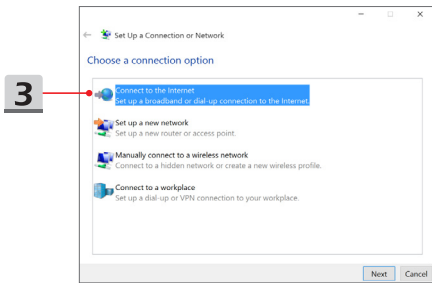 Set Up a Connection or Network
Choose a connection option
3
Connect to the Internet
Set up a broadband or dial-up connection to the Internet.
Set up a new network
Set up a new router or access point.
Manually connect to a wireless network
Connect to a hidden network or create a new wireless profile.
Connect to a workplace
Set up a dial-up or VPN connection to your workplace.
Next Cancel